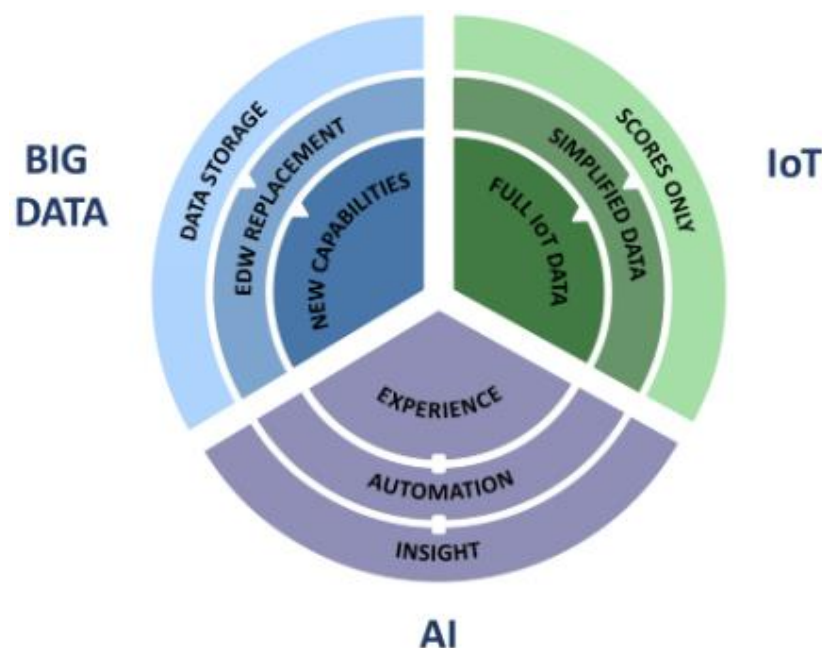 BIG
DATA
DATA STORAGE
EDW REPLACEMENT
NEW CAPABILITIES
IoT
SCORES ONLY
SIMPLIFIED DATA
FULL IoT DATA
EXPERIENCE
AUTOMATION
INSIGHT
AI